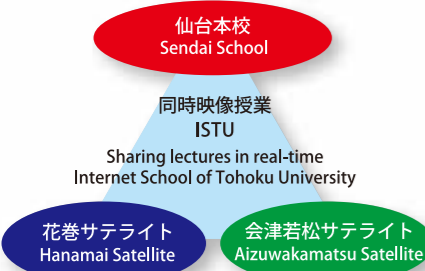 仙台本校
Sendai School
同時映像授業
ISTU
Sharing lectures in real-time
Internet School of Tohoku University
花巻サテライト
Hanamai Satellite
会津若松サテライト
Aizuwakamatsu Satellite